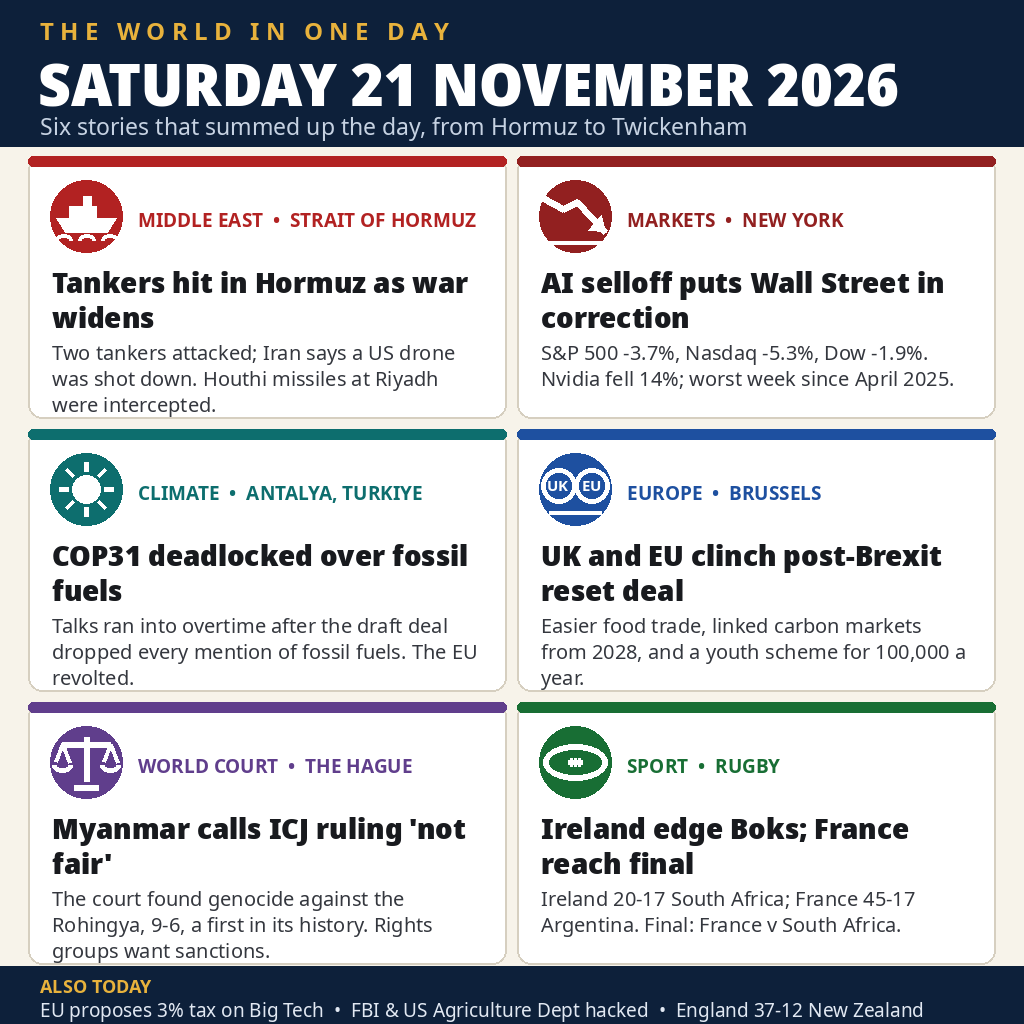 THE WORLD IN ONE DAY
SATURDAY 21 NOVEMBER 2026
Six stories that summed up the day, from Hormuz to Twickenham
MIDDLE EAST • STRAIT OF HORMUZ
Tankers hit in Hormuz as war
widens
Two tankers attacked; Iran says a US drone
was shot down. Houthi missiles at Riyadh
were intercepted.
MARKETS • NEW YORK
AI selloff puts Wall Street in
correction
S&P 500 -3.7%, Nasdaq -5.3%, Dow -1.9%.
Nvidia fell 14%; worst week since April 2025.
CLIMATE • ANTALYA, TURKIYE
COP31 deadlocked over fossil
fuels
Talks ran into overtime after the draft deal
dropped every mention of fossil fuels. The EU
revolted.
UK EU
EUROPE • BRUSSELS
UK and EU clinch post-Brexit
reset deal
Easier food trade, linked carbon markets
from 2028, and a youth scheme for 100,000 a
year.
WORLD COURT • THE HAGUE
Myanmar calls ICJ ruling 'not
fair'
The court found genocide against the
Rohingya, 9-6, a first in its history. Rights
groups want sanctions.
SPORT • RUGBY
Ireland edge Boks; France
reach final
Ireland 20-17 South Africa; France 45-17
Argentina. Final: France v South Africa.
ALSO TODAY
EU proposes 3% tax on Big Tech • FBI & US Agriculture Dept hacked • England 37-12 New Zealand